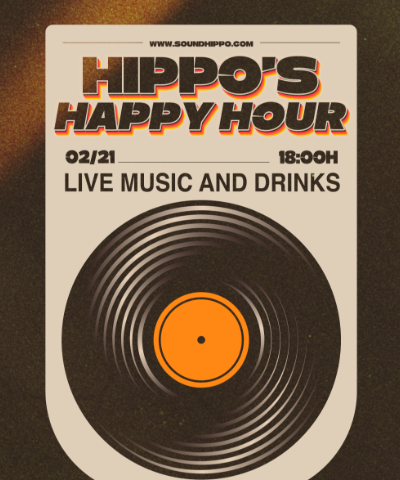 WWW.SOUNDHIPPO.COM
HIPPO'S
HAPPY HOUR
02/21 18:00H
LIVE MUSIC AND DRINKS